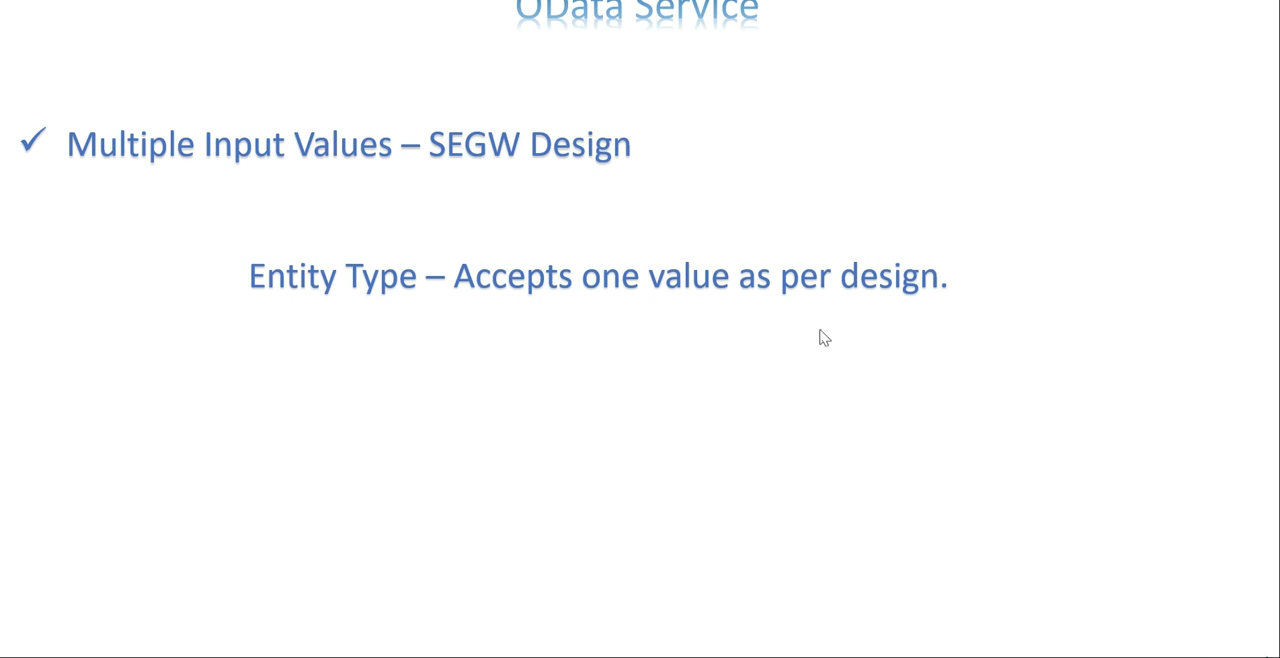 OData Service
✓ Multiple Input Values – SEGW Design
Entity Type – Accepts one value as per design.